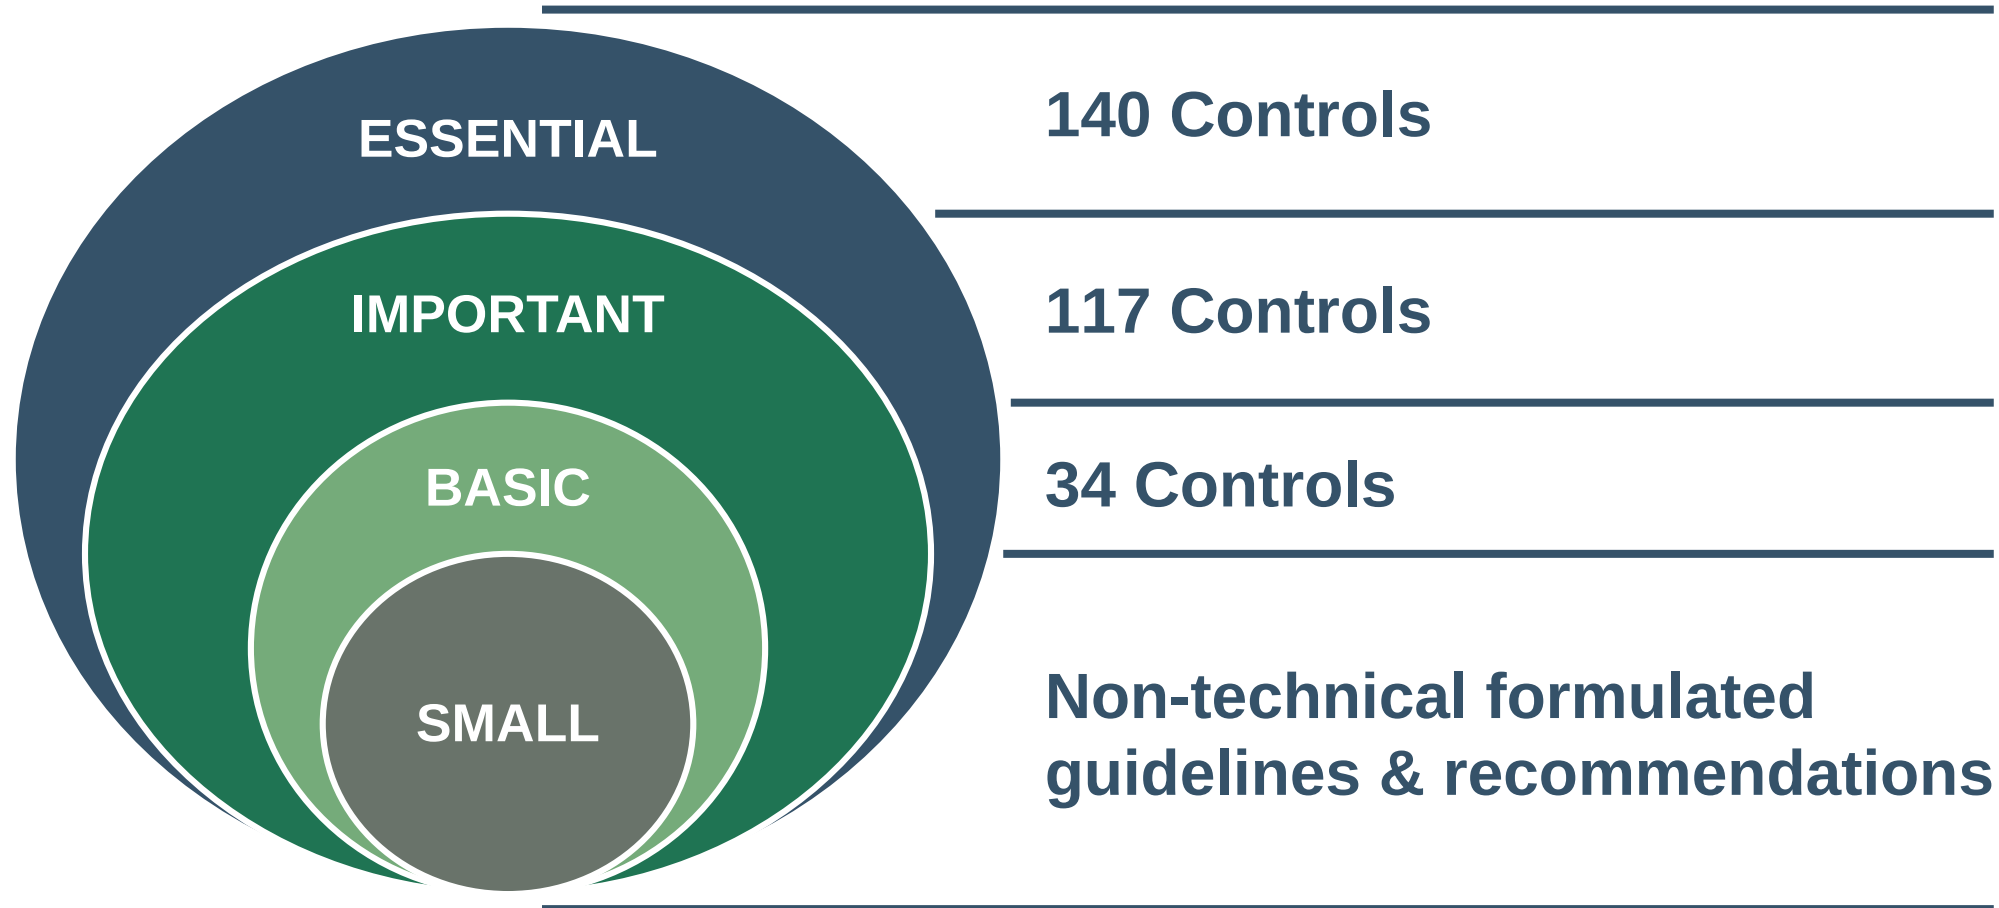 ESSENTIAL
140 Controls
IMPORTANT
117 Controls
BASIC
34 Controls
SMALL
Non-technical formulated
guidelines & recommendations